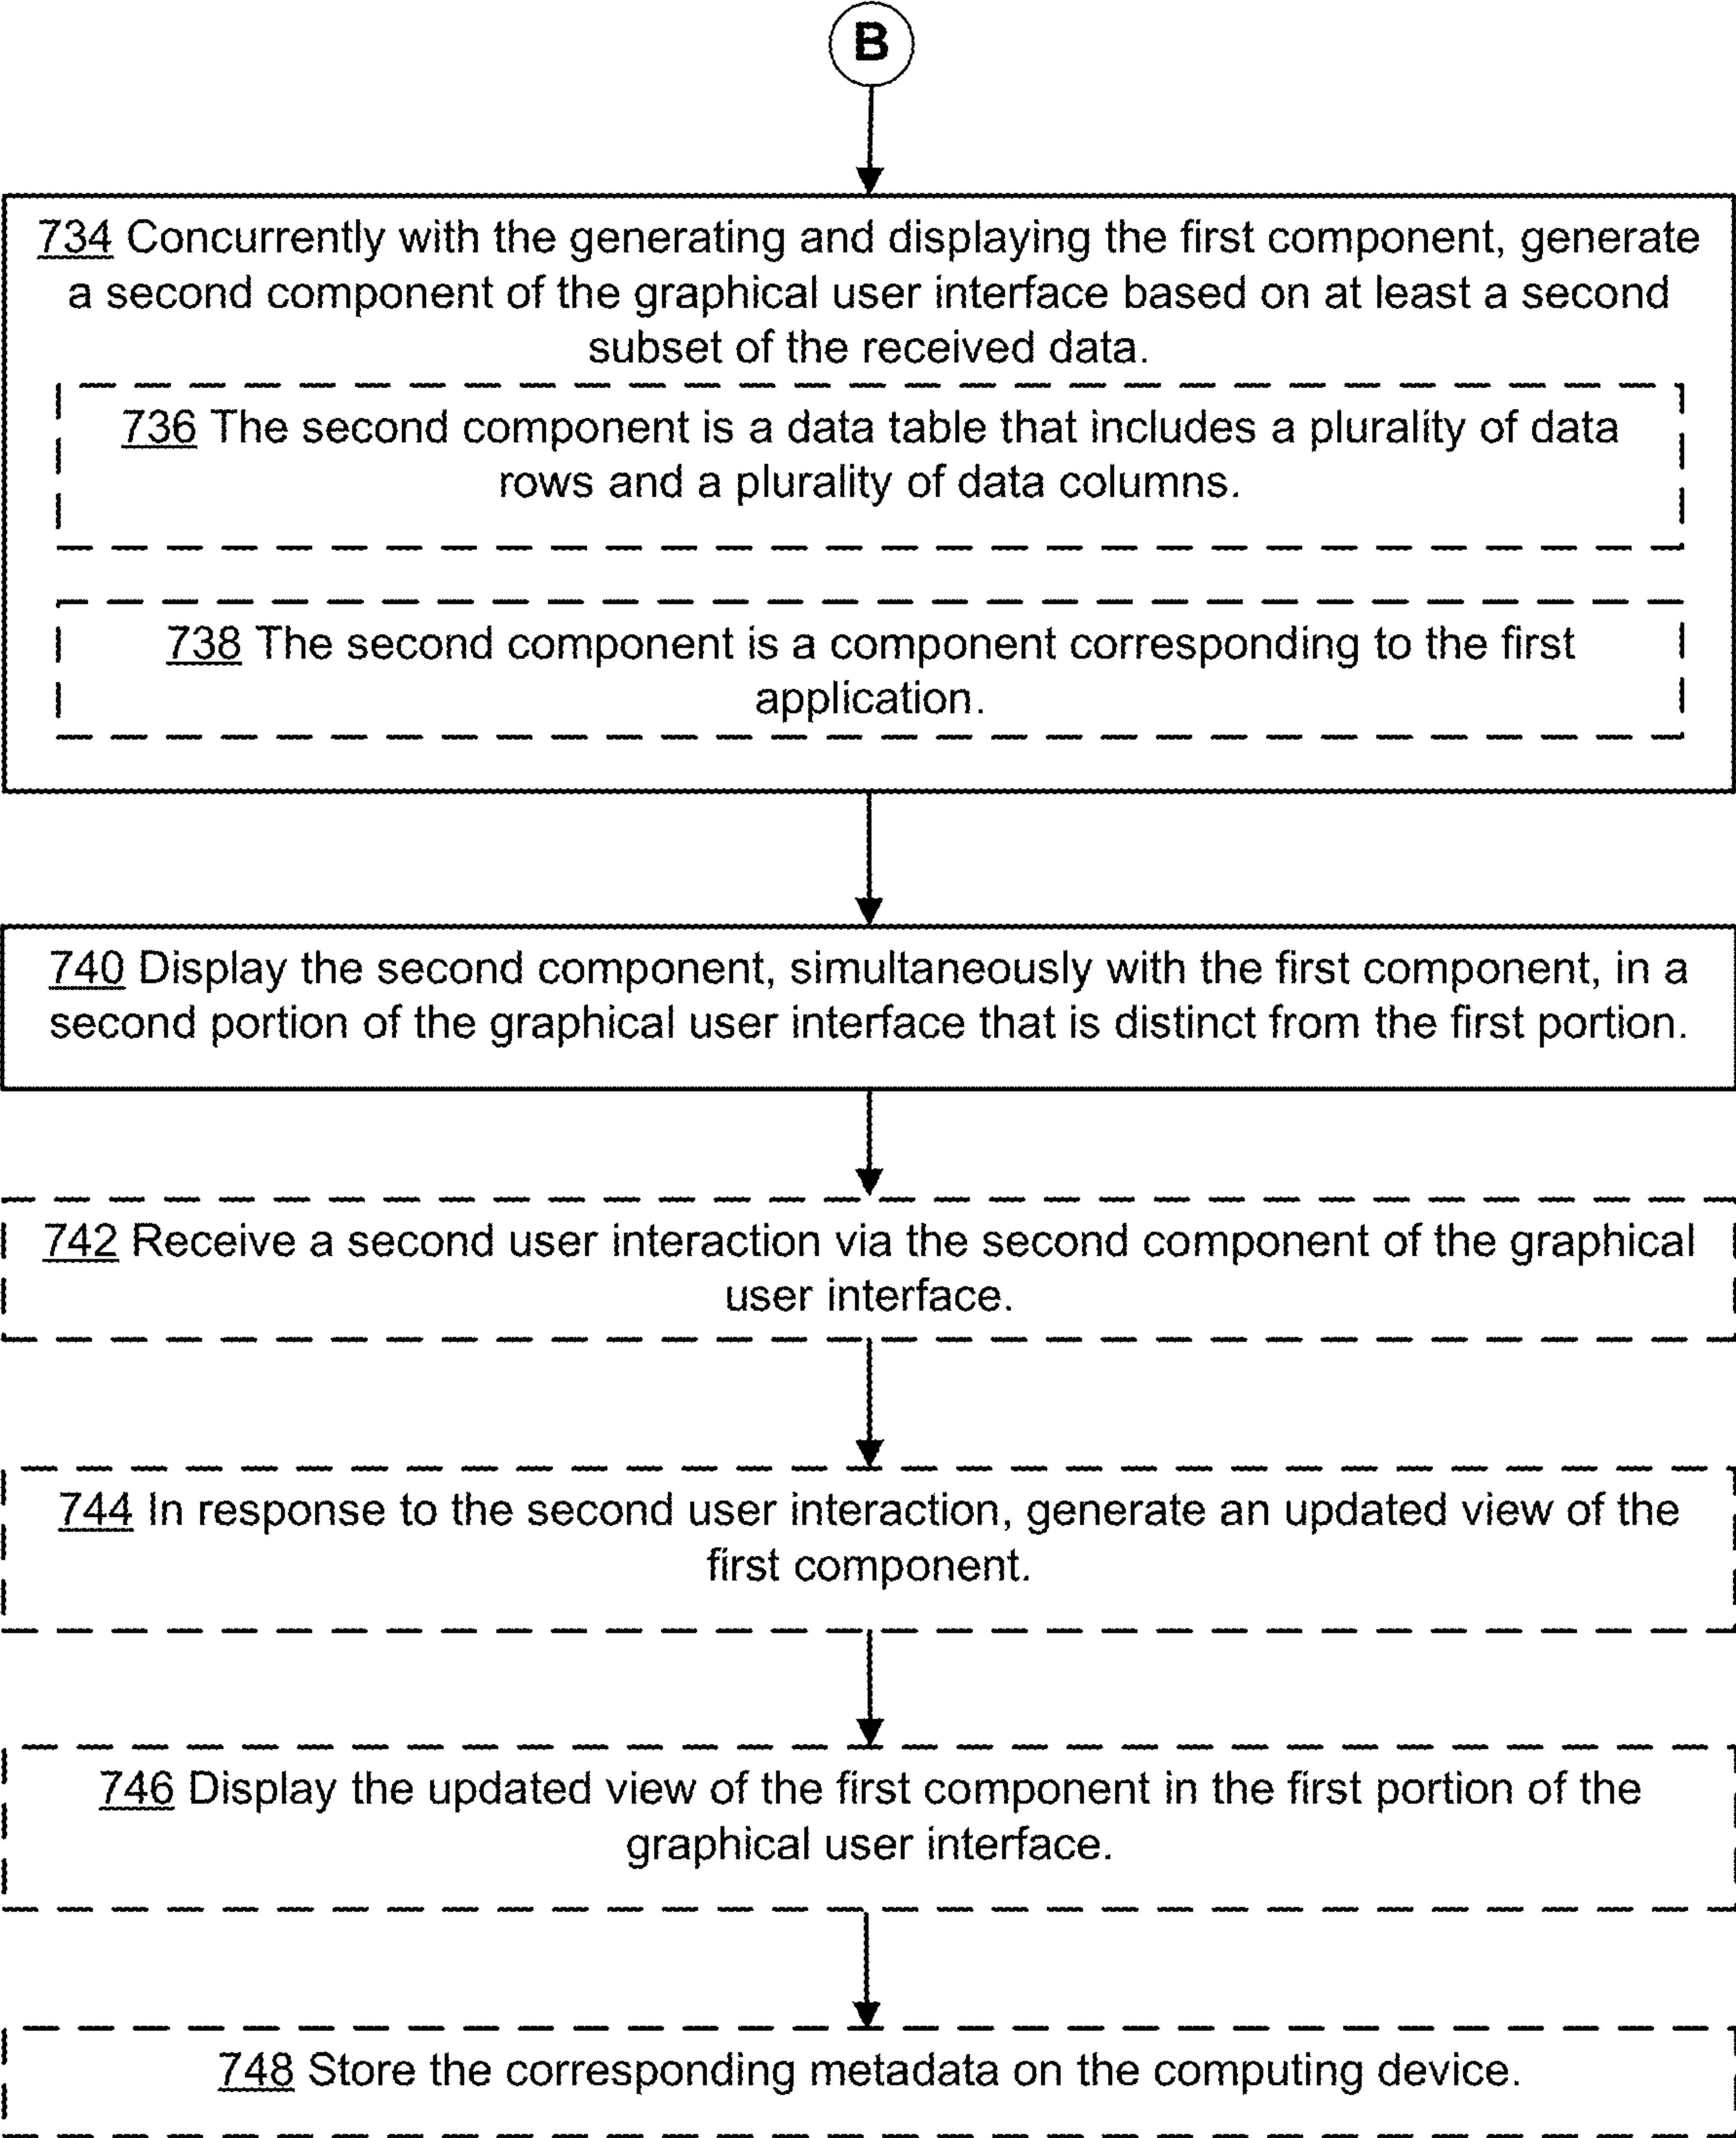 B
734 Concurrently with the generating and displaying the first component, generate
a second component of the graphical user interface based on at least a second
subset of the received data.
736 The second component is a data table that includes a plurality of data
rows and a plurality of data columns.
738 The second component is a component corresponding to the first
application.
740 Display the second component, simultaneously with the first component, in a
second portion of the graphical user interface that is distinct from the first portion.
742 Receive a second user interaction via the second component of the graphical
user interface.
744 In response to the second user interaction, generate an updated view of the
first component.
746 Display the updated view of the first component in the first portion of the
graphical user interface.
748 Store the corresponding metadata on the computing device.